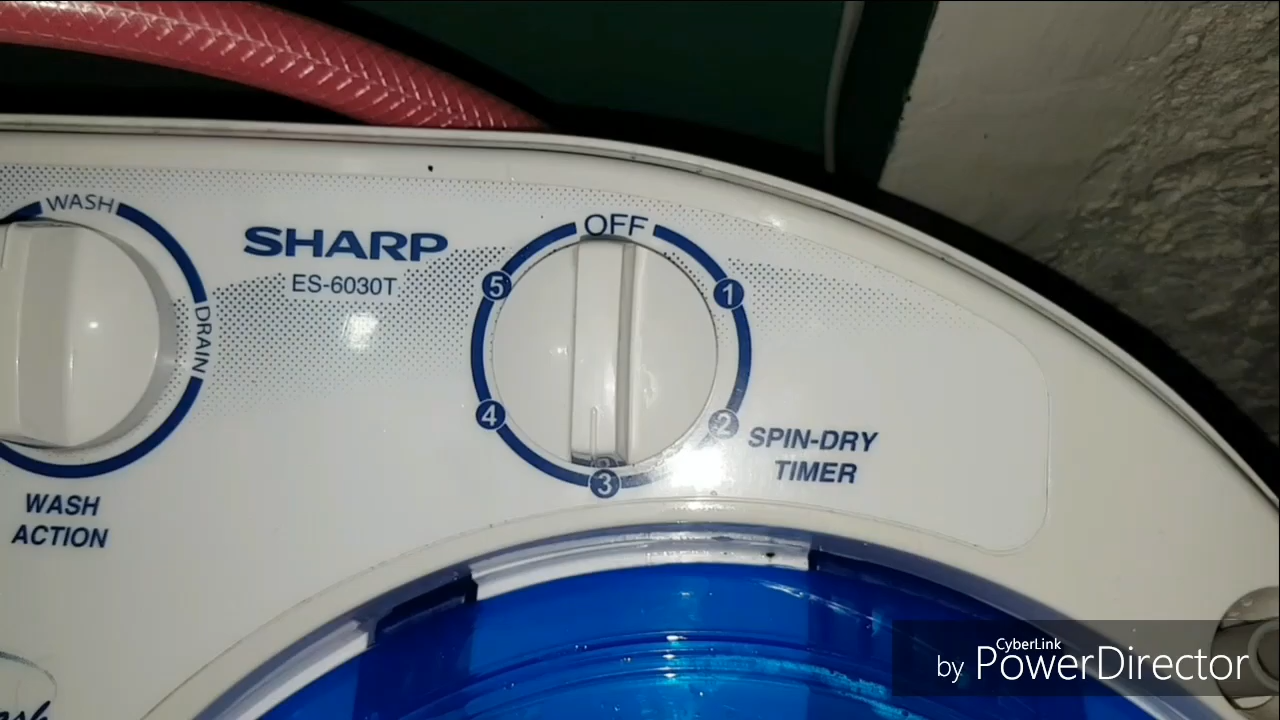 WASH
DRAIN
WASH
ACTION
SHARP
ES-6030T
OFF
1
2
3
4
5
SPIN-DRY
TIMER
CyberLink
by PowerDirector